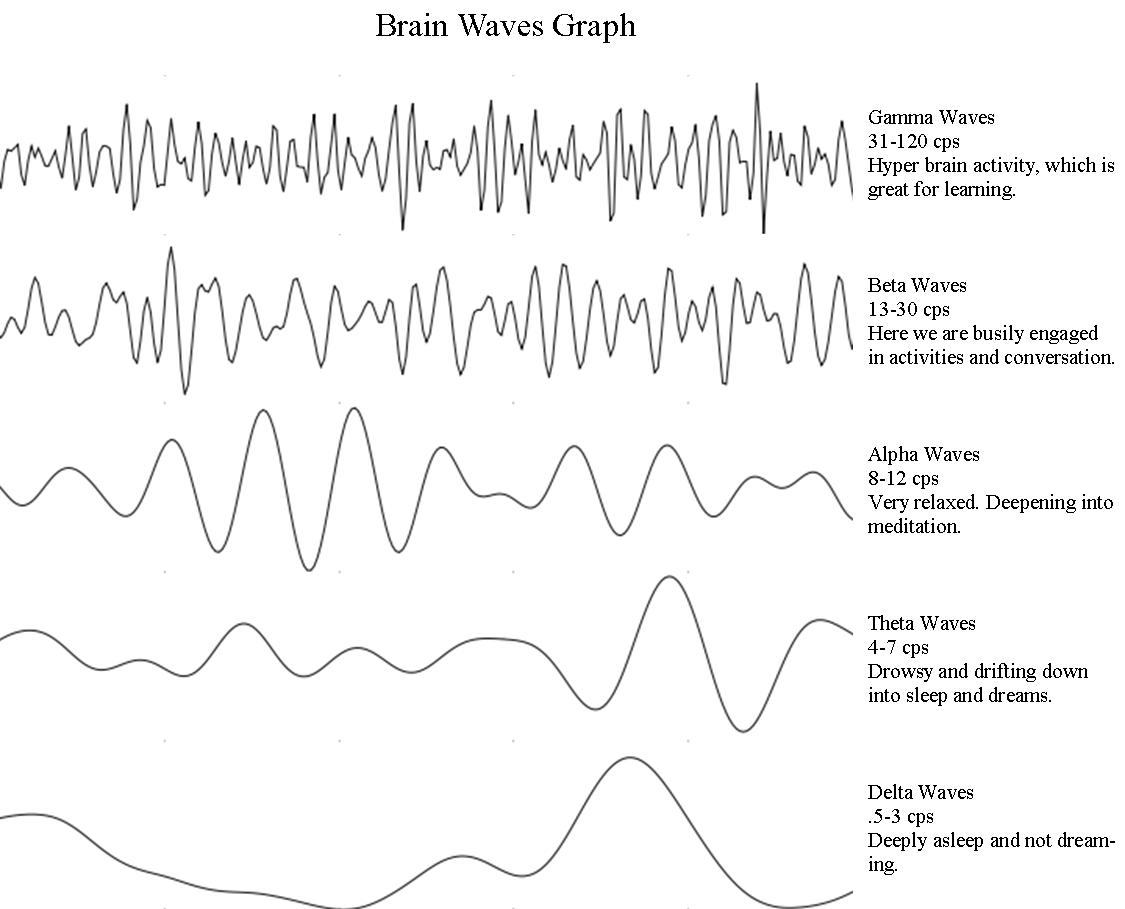 Brain Waves Graph
Gamma Waves
31-120 cps
Hyper brain activity, which is
great for learning.
Beta Waves
13-30 cps
Here we are busily engaged
in activities and conversation.
Alpha Waves
8-12 cps
Very relaxed. Deepening into
meditation.
Theta Waves
4-7 cps
Drowsy and drifting down
into sleep and dreams.
Delta Waves
.5-3 cps
Deeply asleep and not dream-
ing.